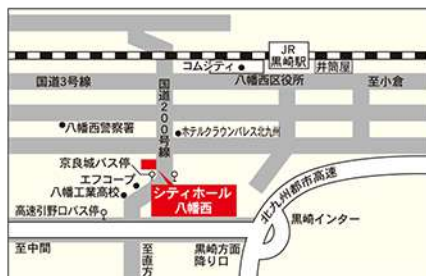 JR
黒崎駅
コムシティ
井筒屋
国道3号線
八幡西区役所
至小倉
国道200号線
八幡西警察署
ホテルクラウンパレス北九州
京良城バス停
エフコープ
八幡工業高校
シティホール
八幡西
高速引野口バス停
北九州都市高速
黒崎インター
至中間
至直方
黒崎方面
降り口